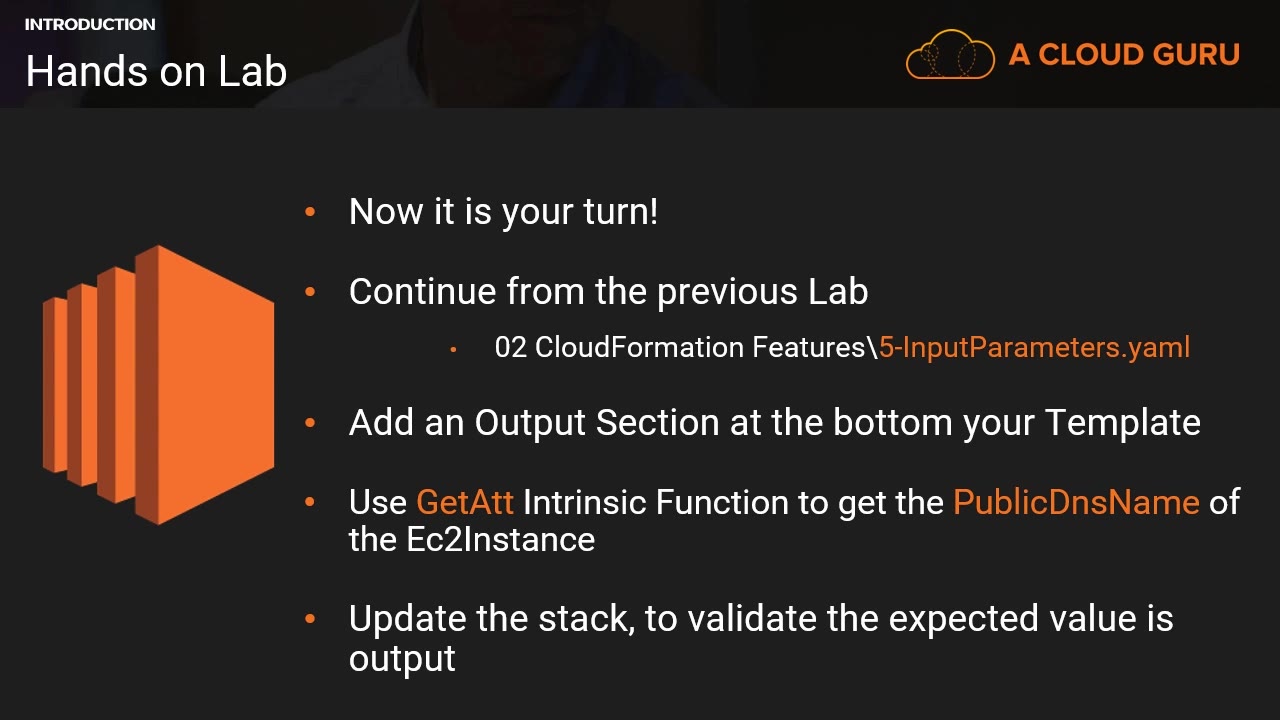 INTRODUCTION
Hands on Lab
A CLOUD GURU
• Now it is your turn!
• Continue from the previous Lab
• 02 CloudFormation Features\5-InputParameters.yaml
• Add an Output Section at the bottom your Template
• Use GetAtt Intrinsic Function to get the PublicDnsName of
the Ec2Instance
• Update the stack, to validate the expected value is
output